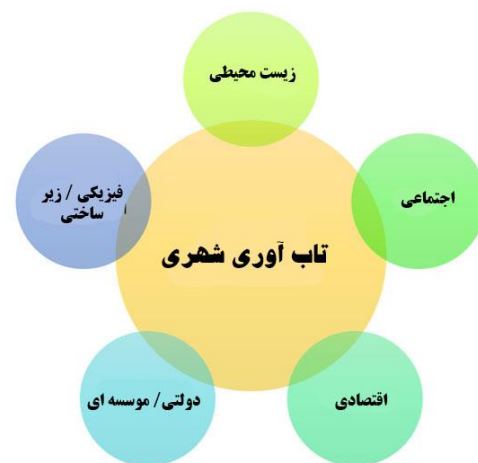 زیست محیطی
اجتماعی
اقتصادی
دولتی/ موسسه ای
فیزیکی / زیر
ساختی
تاب آوری شهری